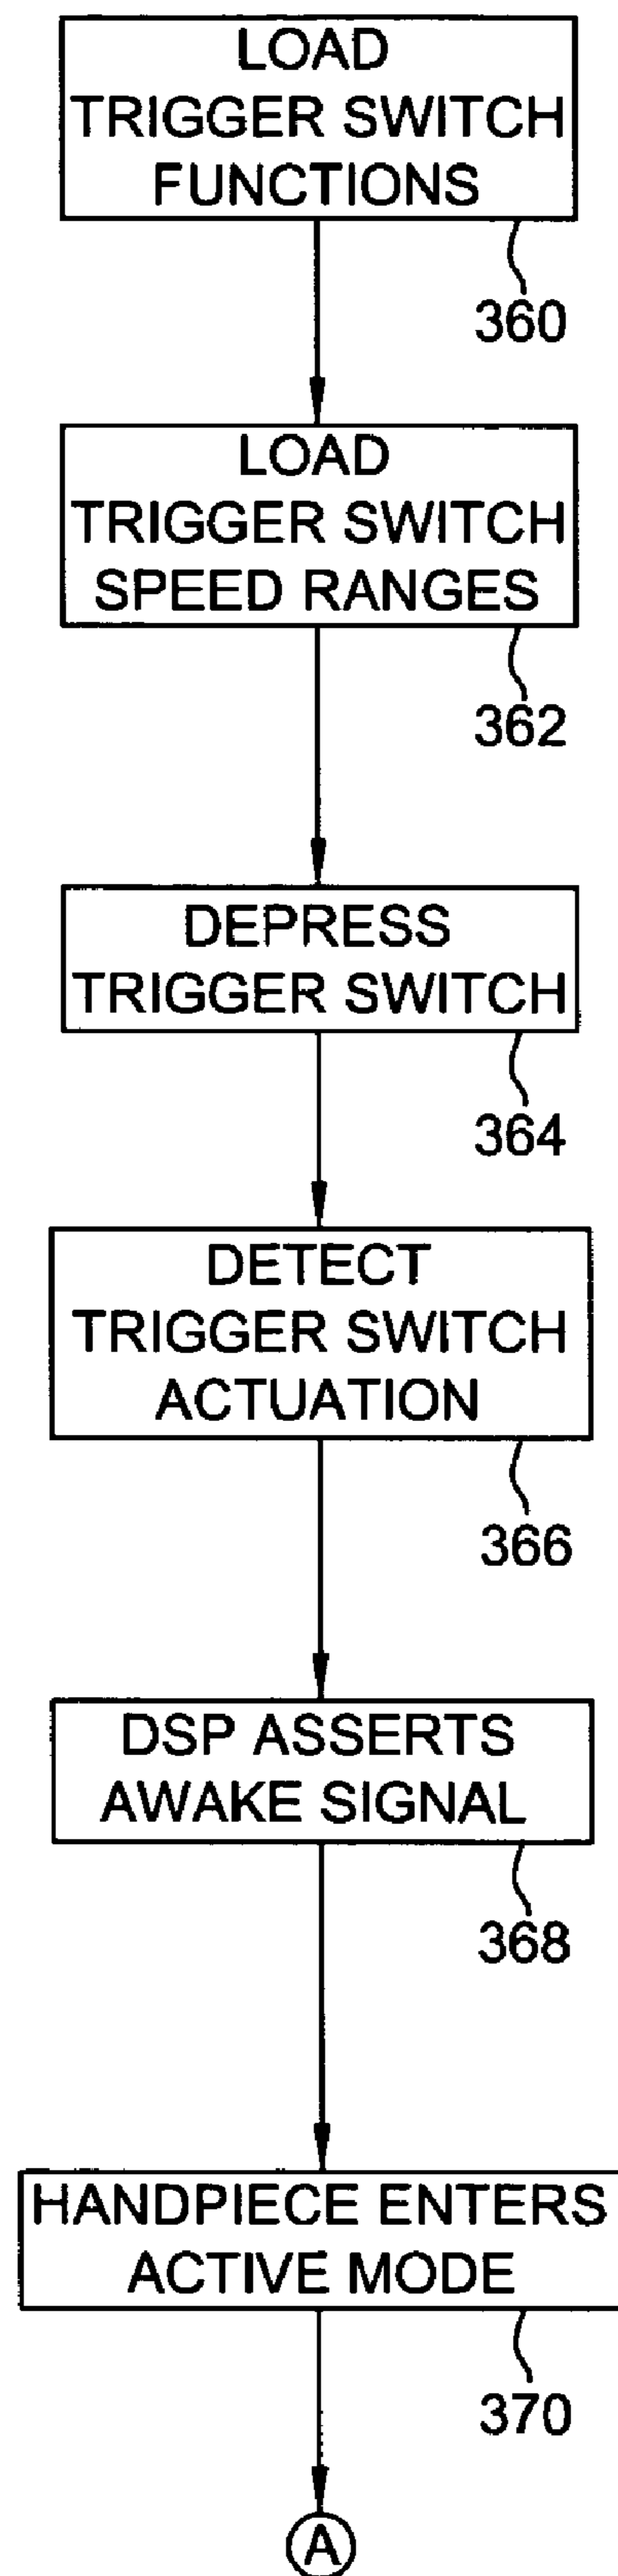 LOAD
TRIGGER SWITCH
FUNCTIONS
360
LOAD
TRIGGER SWITCH
SPEED RANGES
362
DEPRESS
TRIGGER SWITCH
364
DETECT
TRIGGER SWITCH
ACTUATION
366
DSP ASSERTS
AWAKE SIGNAL
368
HANDPIECE ENTERS
ACTIVE MODE
370
A